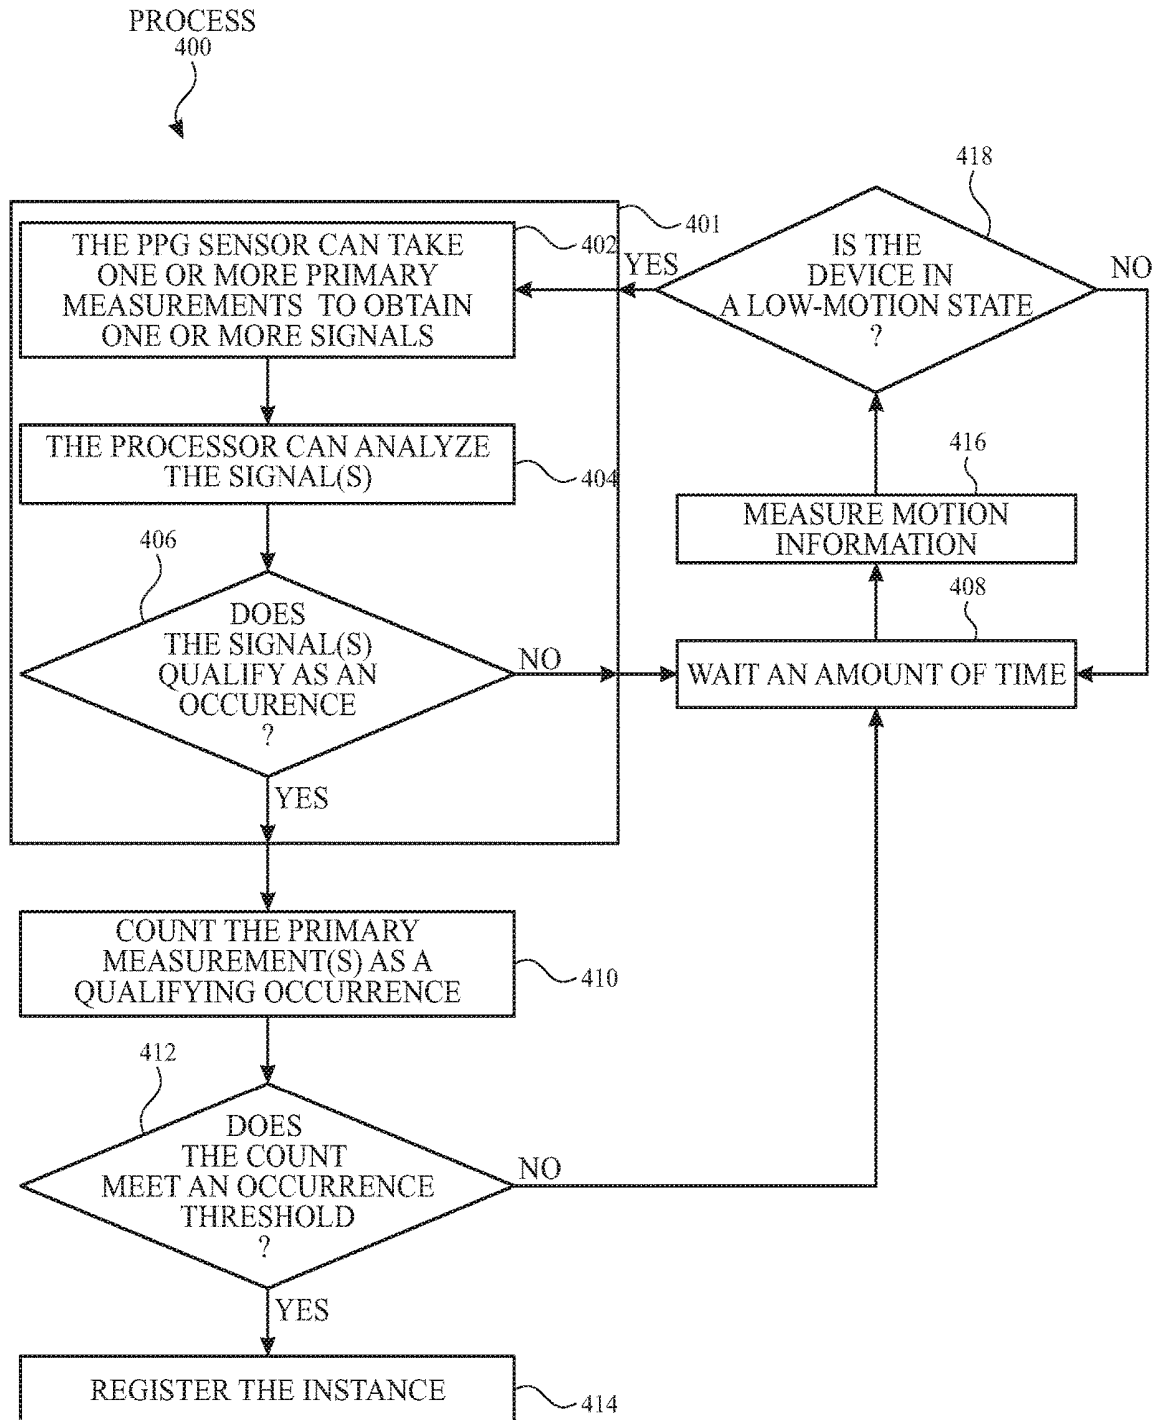 PROCESS
400
401
402
THE PPG SENSOR CAN TAKE
ONE OR MORE PRIMARY
MEASUREMENTS TO OBTAIN
ONE OR MORE SIGNALS
THE PROCESSOR CAN ANALYZE
THE SIGNAL(S)
404
406
DOES
THE SIGNAL(S)
QUALIFY AS AN
OCCURENCE
?
NO
YES
COUNT THE PRIMARY
MEASUREMENT(S) AS A
QUALIFYING OCCURRENCE
410
412
DOES
THE COUNT
MEET AN OCCURRENCE
THRESHOLD
?
NO
YES
REGISTER THE INSTANCE
414
418
IS THE
DEVICE IN
A LOW-MOTION STATE
?
YES
NO
416
MEASURE MOTION
INFORMATION
408
WAIT AN AMOUNT OF TIME